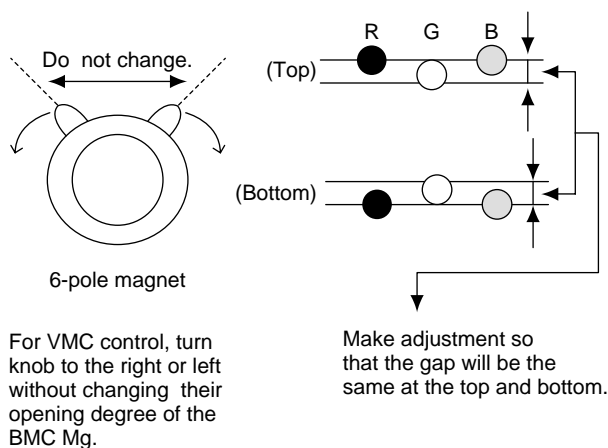 Do not change.
6-pole magnet
For VMC control, turn
knob to the right or left
without changing their
opening degree of the
BMC Mg.
R G B
(Top)
(Bottom)
Make adjustment so
that the gap will be the
same at the top and bottom.